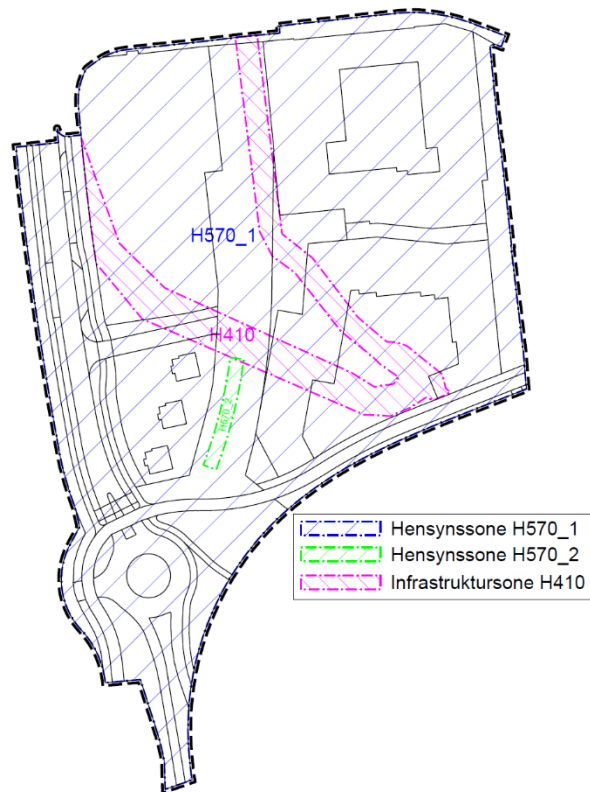 H570_1
H410
H570_2
Hensynssone H570_1
Hensynssone H570_2
Infrastruktursone H410